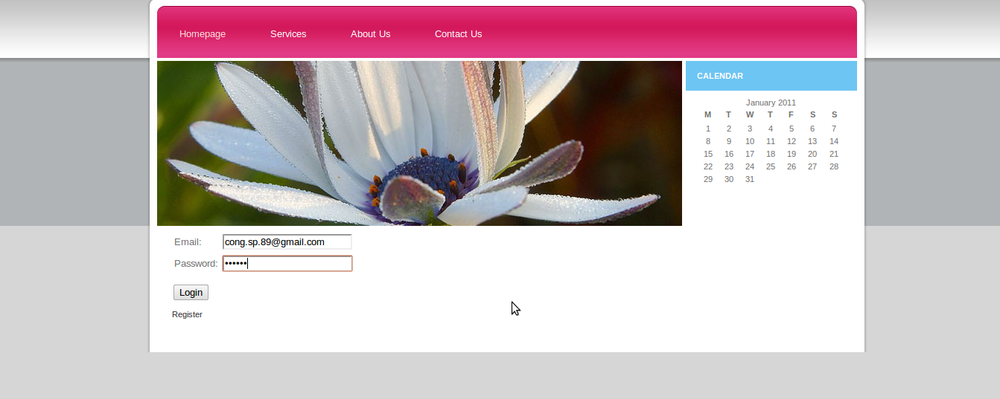 Homepage Services About Us Contact Us
CALENDAR
January 2011
M T W T F S S
1 2 3 4 5 6 7
8 9 10 11 12 13 14
15 16 17 18 19 20 21
22 23 24 25 26 27 28
29 30 31
Email: cong.sp.89@gmail.com
Password: ••••••
Login
Register